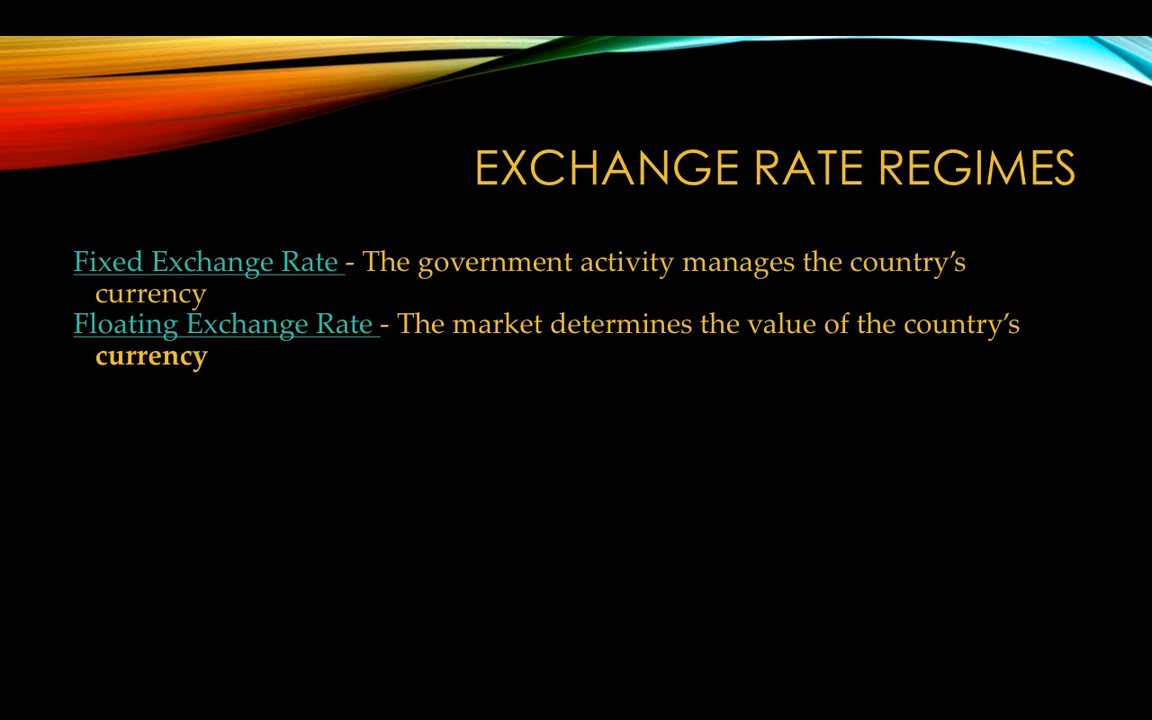 EXCHANGE RATE REGIMES
Fixed Exchange Rate - The government activity manages the country’s
currency
Floating Exchange Rate - The market determines the value of the country’s
currency